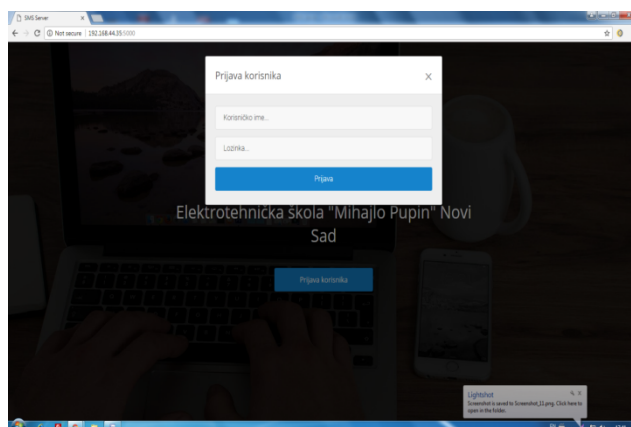 SMS Server
Not secure | 192.168.44.35:5000
Prijava korisnika
X
Korisničko ime...
Lozinka...
Prijava
Elektrotehnička škola "Mihajlo Pupin" Novi
Sad
Prijava korisnika
Lightshot
Screenshot is saved to Screenshot_12.png. Click here to
open in the folder.